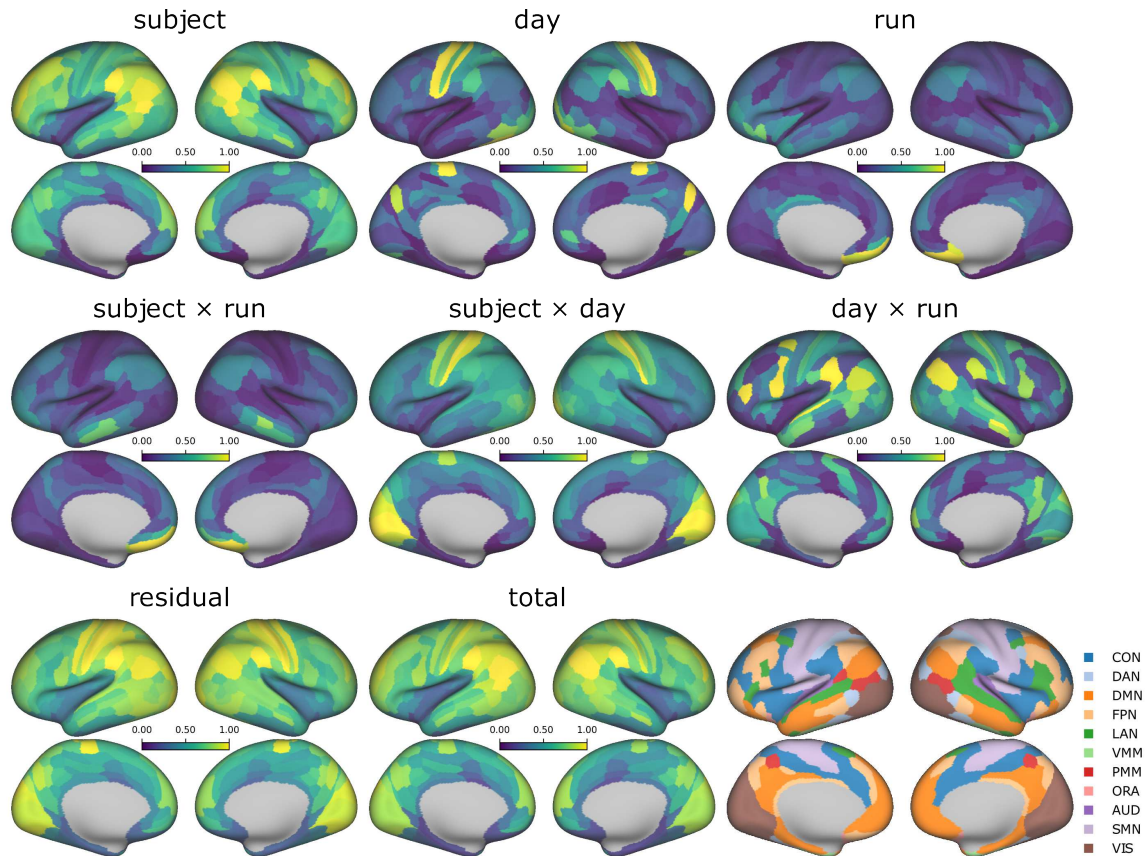 subject day run
0.00 0.50 1.00 0.00 0.50 1.00 0.00 0.50 1.00
subject × run subject × day day × run
0.00 0.50 1.00 0.00 0.50 1.00 0.00 0.50 1.00
residual total
0.00 0.50 1.00 0.00 0.50 1.00
CON
DAN
DMN
FPN
LAN
VMM
PMM
ORA
AUD
SMN
VIS